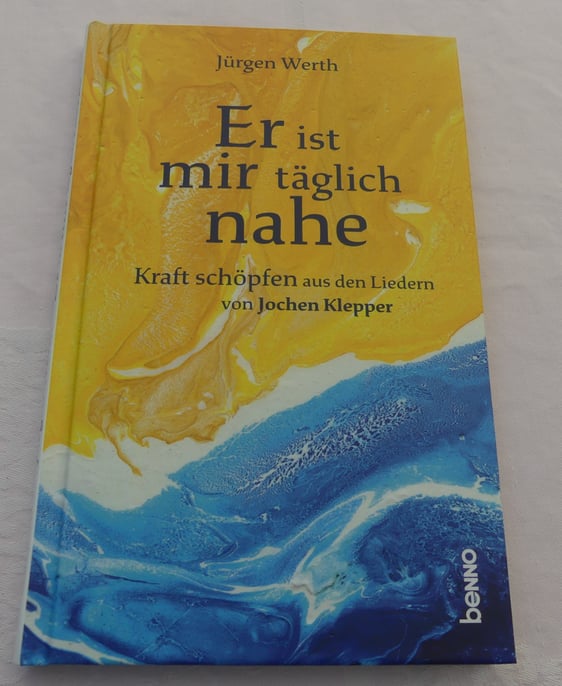 Jürgen Werth
Er ist
mir täglich
nahe
Kraft schöpfen aus den Liedern
von Jochen Klepper
benno